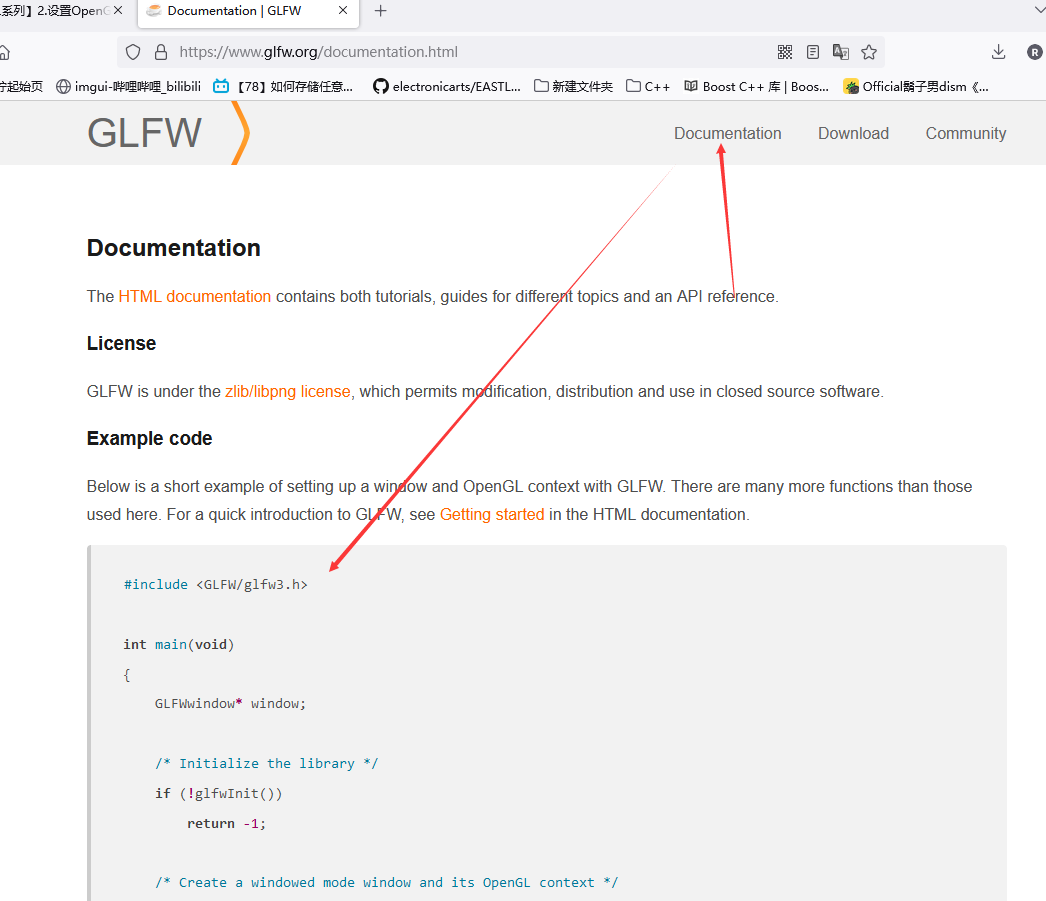 系列】2.设置OpenG
Documentation | GLFW
https://www.glfw.org/documentation.html
R
起始页
imgui-哔哩哔哩_bilibili
【78】如何存储任意...
electronicarts/EASTL...
新建文件夹
C++
Boost C++ 库 | Boos...
Official鬍子男dism《...
GLFW
Documentation
Download
Community
Documentation
The HTML documentation contains both tutorials, guides for different topics and an API reference.
License
GLFW is under the zlib/libpng license, which permits modification, distribution and use in closed source software.
Example code
Below is a short example of setting up a window and OpenGL context with GLFW. There are many more functions than those
used here. For a quick introduction to GLFW, see Getting started in the HTML documentation.
#include <GLFW/glfw3.h>
int main(void)
{
GLFWwindow* window;
/* Initialize the library */
if (!glfwInit())
return -1;
/* Create a windowed mode window and its OpenGL context */